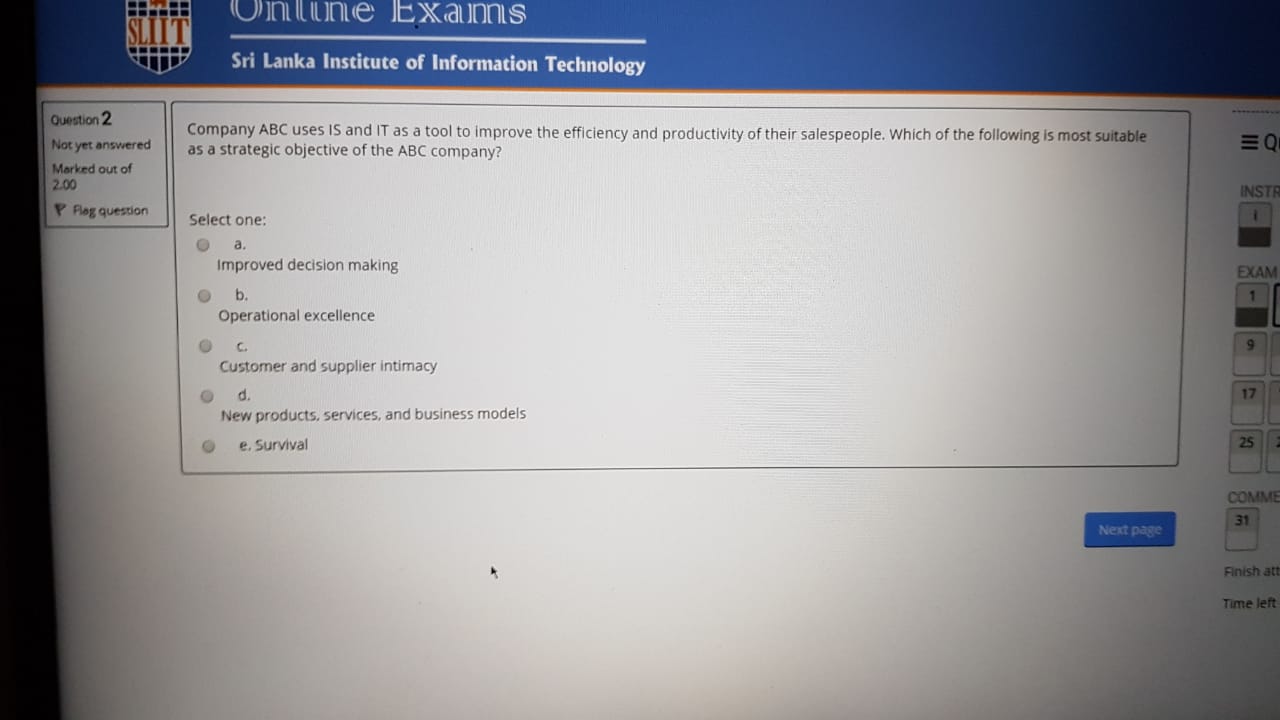 Online Exams
SLIIT
Sri Lanka Institute of Information Technology
Question 2
Not yet answered
Marked out of
2.00
Flag question
Company ABC uses IS and IT as a tool to improve the efficiency and productivity of their salespeople. Which of the following is most suitable
as a strategic objective of the ABC company?
Select one:
a.
Improved decision making
b.
Operational excellence
c.
Customer and supplier intimacy
d.
New products, services, and business models
e. Survival
Next page
INSTR
i
EXAM
1
9
17
25
COMME
31
Finish att
Time left